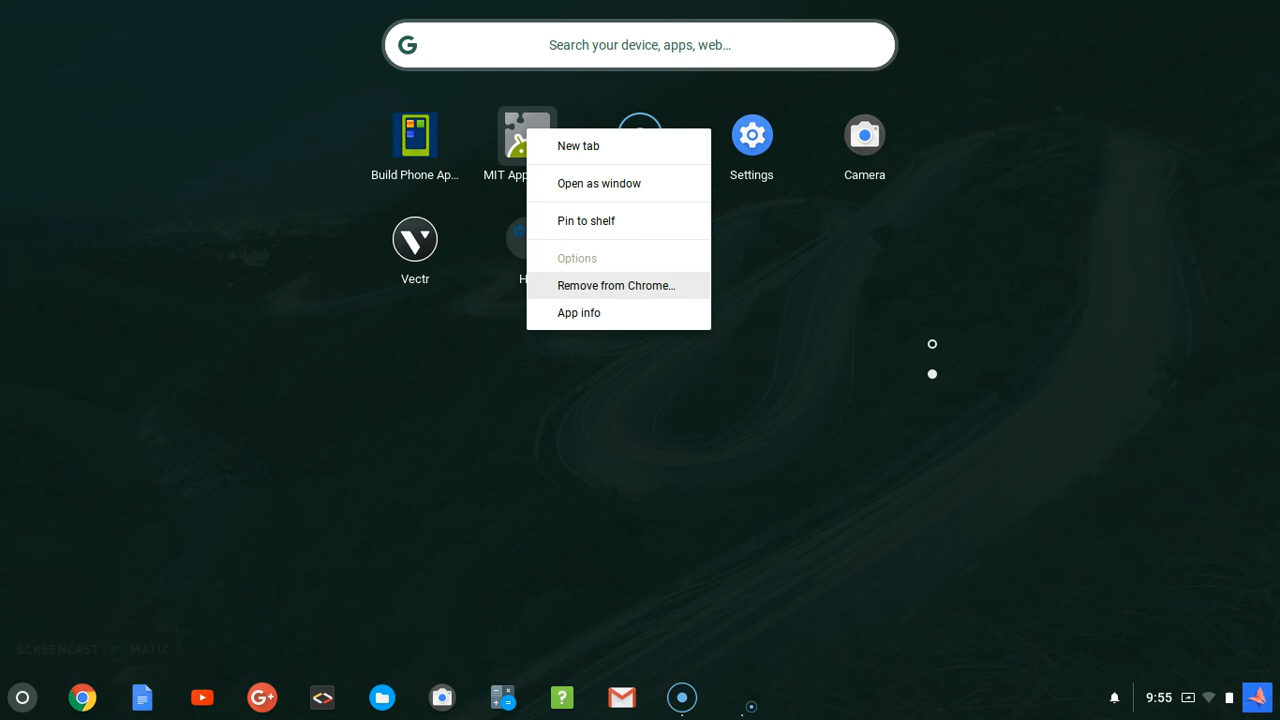 Search your device, apps, web...
Build Phone Ap...
MIT App
Settings
Camera
New tab
Open as window
Pin to shelf
Options
Remove from Chrome...
App info
Vectr
H
SCREENCAST MATIC
9:55